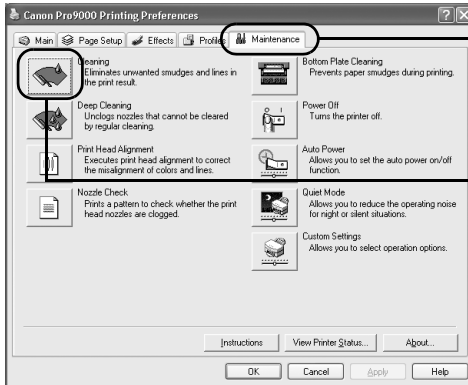 Canon Pro9000 Printing Preferences
Main Page Setup Effects Profiles Maintenance
Cleaning
Eliminates unwanted smudges and lines in
the print result.
Deep Cleaning
Unclogs nozzles that cannot be cleared
by regular cleaning.
Print Head Alignment
Executes print head alignment to correct
the misalignment of colors and lines.
Nozzle Check
Prints a pattern to check whether the print
head nozzles are clogged.
Bottom Plate Cleaning
Prevents paper smudges during printing.
Power Off
Turns the printer off.
Auto Power
Allows you to set the auto power on/off
function.
Quiet Mode
Allows you to reduce the operating noise
for night or silent situations.
Custom Settings
Allows you to select operation options.
Instructions View Printer Status... About...
OK Cancel Apply Help